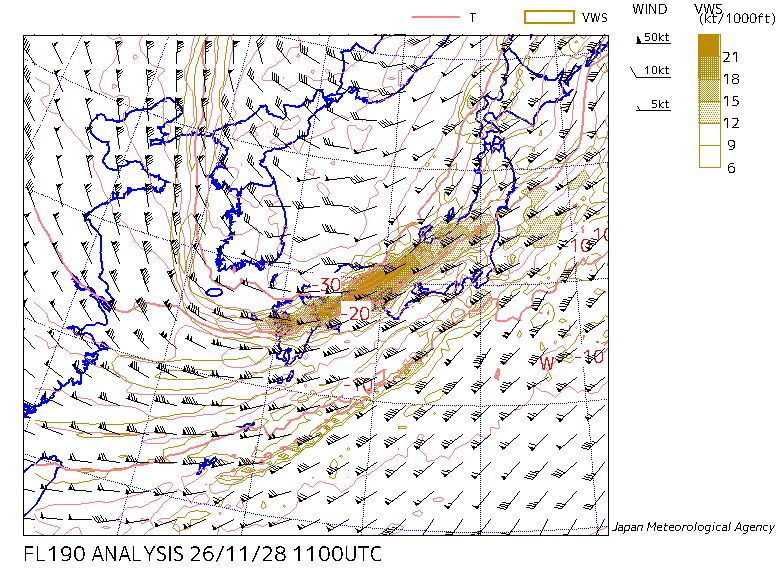 T
VWS
WIND
VWS
(kt/1000ft)
50kt
10kt
5kt
21
18
15
12
9
6
-30
-20
-10
-10
W
-10
Japan Meteorological Agency
FL190 ANALYSIS 26/11/28 1100UTC